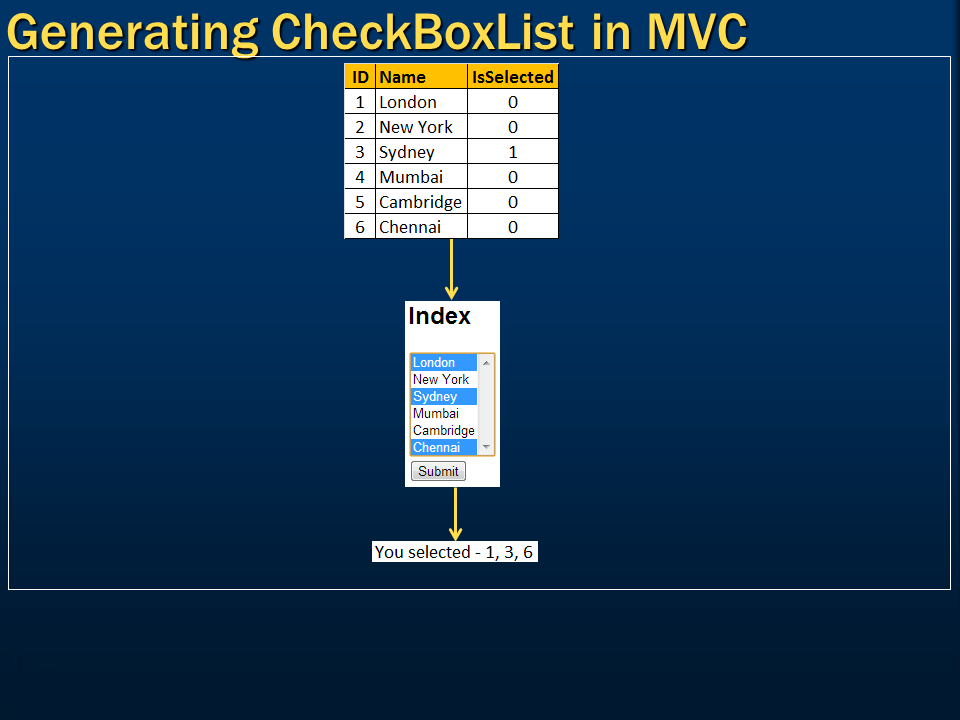 Generating CheckBoxList in MVC
ID Name IsSelected
1 London 0
2 New York 0
3 Sydney 1
4 Mumbai 0
5 Cambridge 0
6 Chennai 0
Index
London
New York
Sydney
Mumbai
Cambridge
Chennai
Submit
You selected - 1, 3, 6